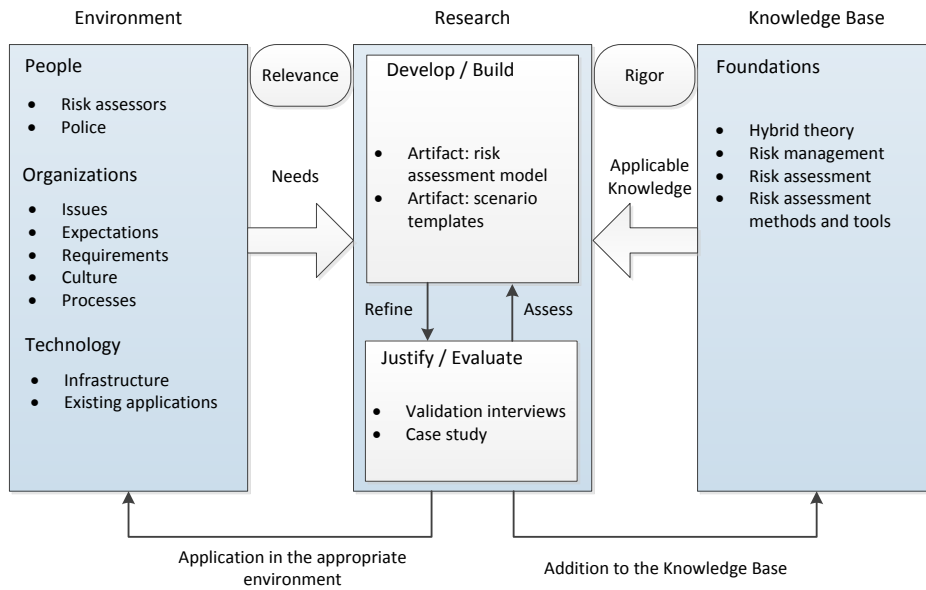 Environment
Research
Knowledge Base
People
Risk assessors
Police
Organizations
Issues
Expectations
Requirements
Culture
Processes
Technology
Infrastructure
Existing applications
Relevance
Needs
Develop / Build
Artifact: risk
assessment model
Artifact: scenario
templates
Refine
Assess
Justify / Evaluate
Validation interviews
Case study
Rigor
Applicable
Knowledge
Foundations
Hybrid theory
Risk management
Risk assessment
Risk assessment
methods and tools
Application in the appropriate
environment
Addition to the Knowledge Base